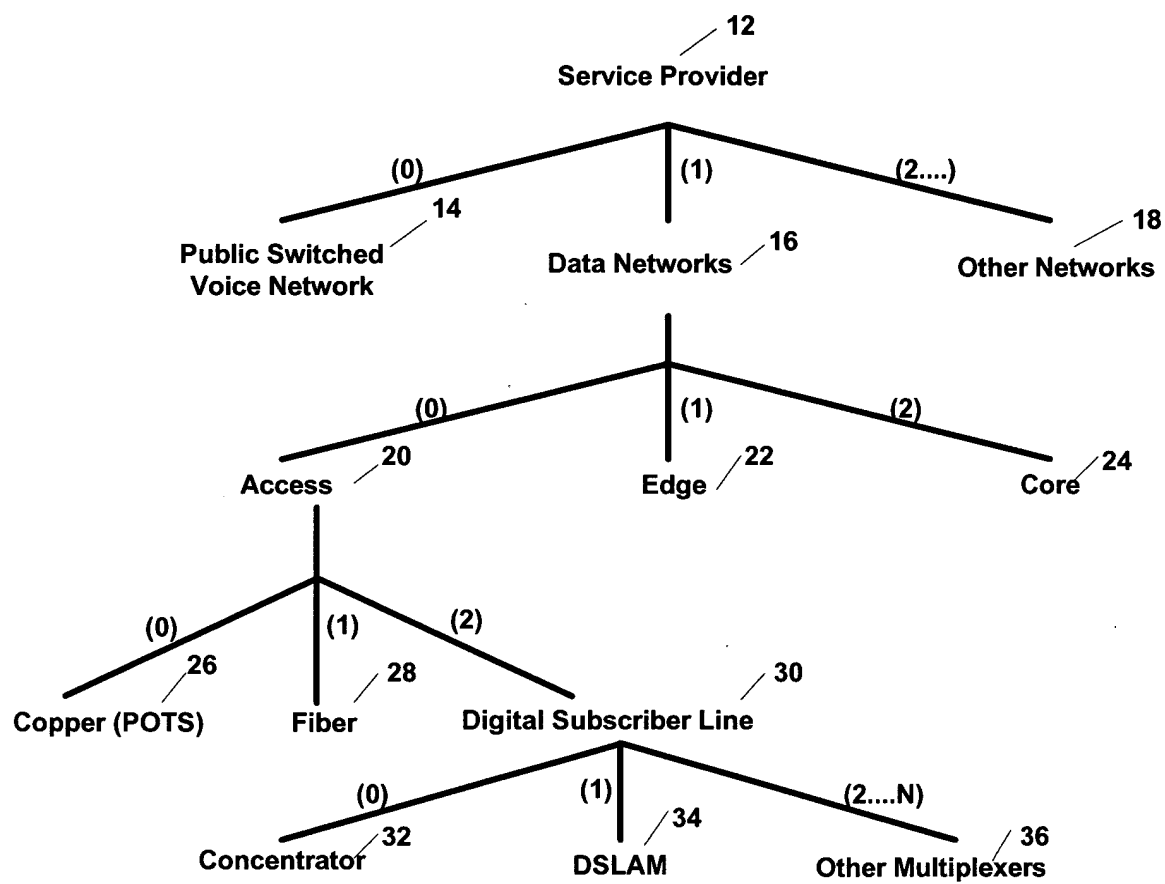 12
Service Provider
(0)
(1)
(2....)
14
Public Switched
Voice Network
16
Data Networks
18
Other Networks
(0)
(1)
(2)
20
Access
22
Edge
24
Core
(0)
(1)
(2)
26
Copper (POTS)
28
Fiber
30
Digital Subscriber Line
(0)
(1)
(2....N)
32
Concentrator
34
DSLAM
36
Other Multiplexers